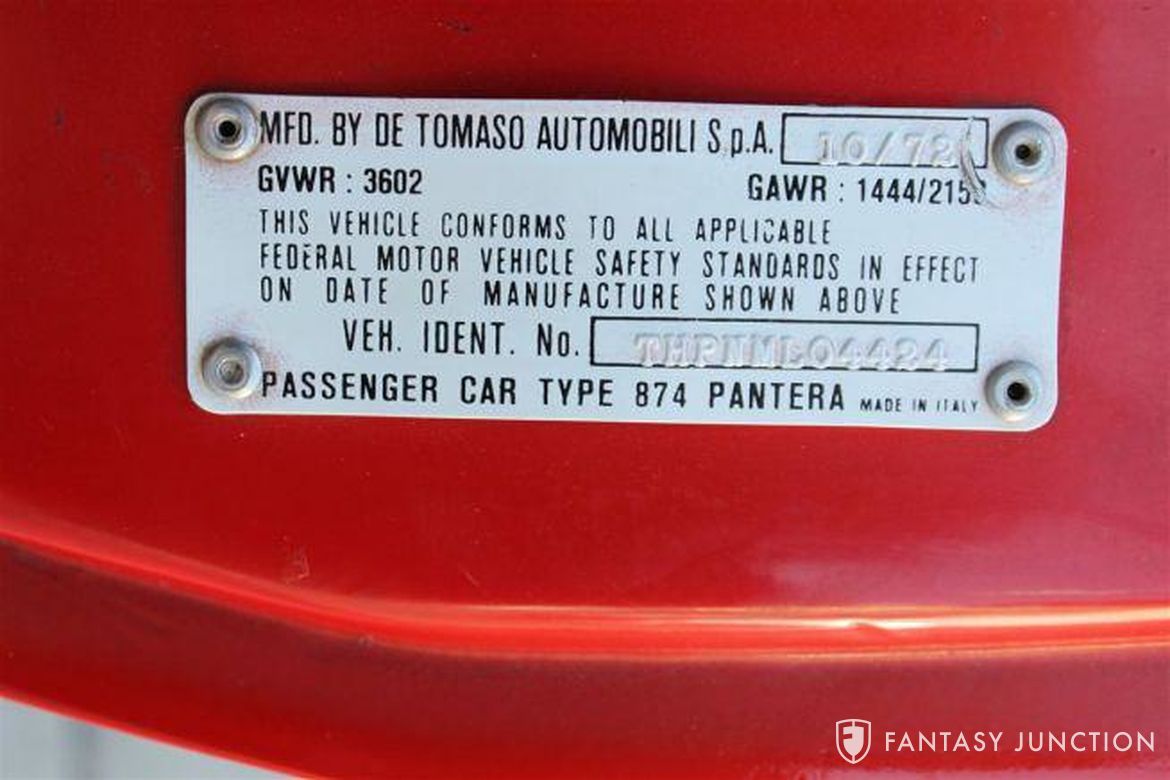 MFD. BY DE TOMASO AUTOMOBILI S.p.A. 10/72
GVWR : 3602 GAWR : 1444/2158
THIS VEHICLE CONFORMS TO ALL APPLICABLE
FEDERAL MOTOR VEHICLE SAFETY STANDARDS IN EFFECT
ON DATE OF MANUFACTURE SHOWN ABOVE
VEH. IDENT. No. THPNML04424
PASSENGER CAR TYPE 874 PANTERA MADE IN ITALY
FANTASY JUNCTION